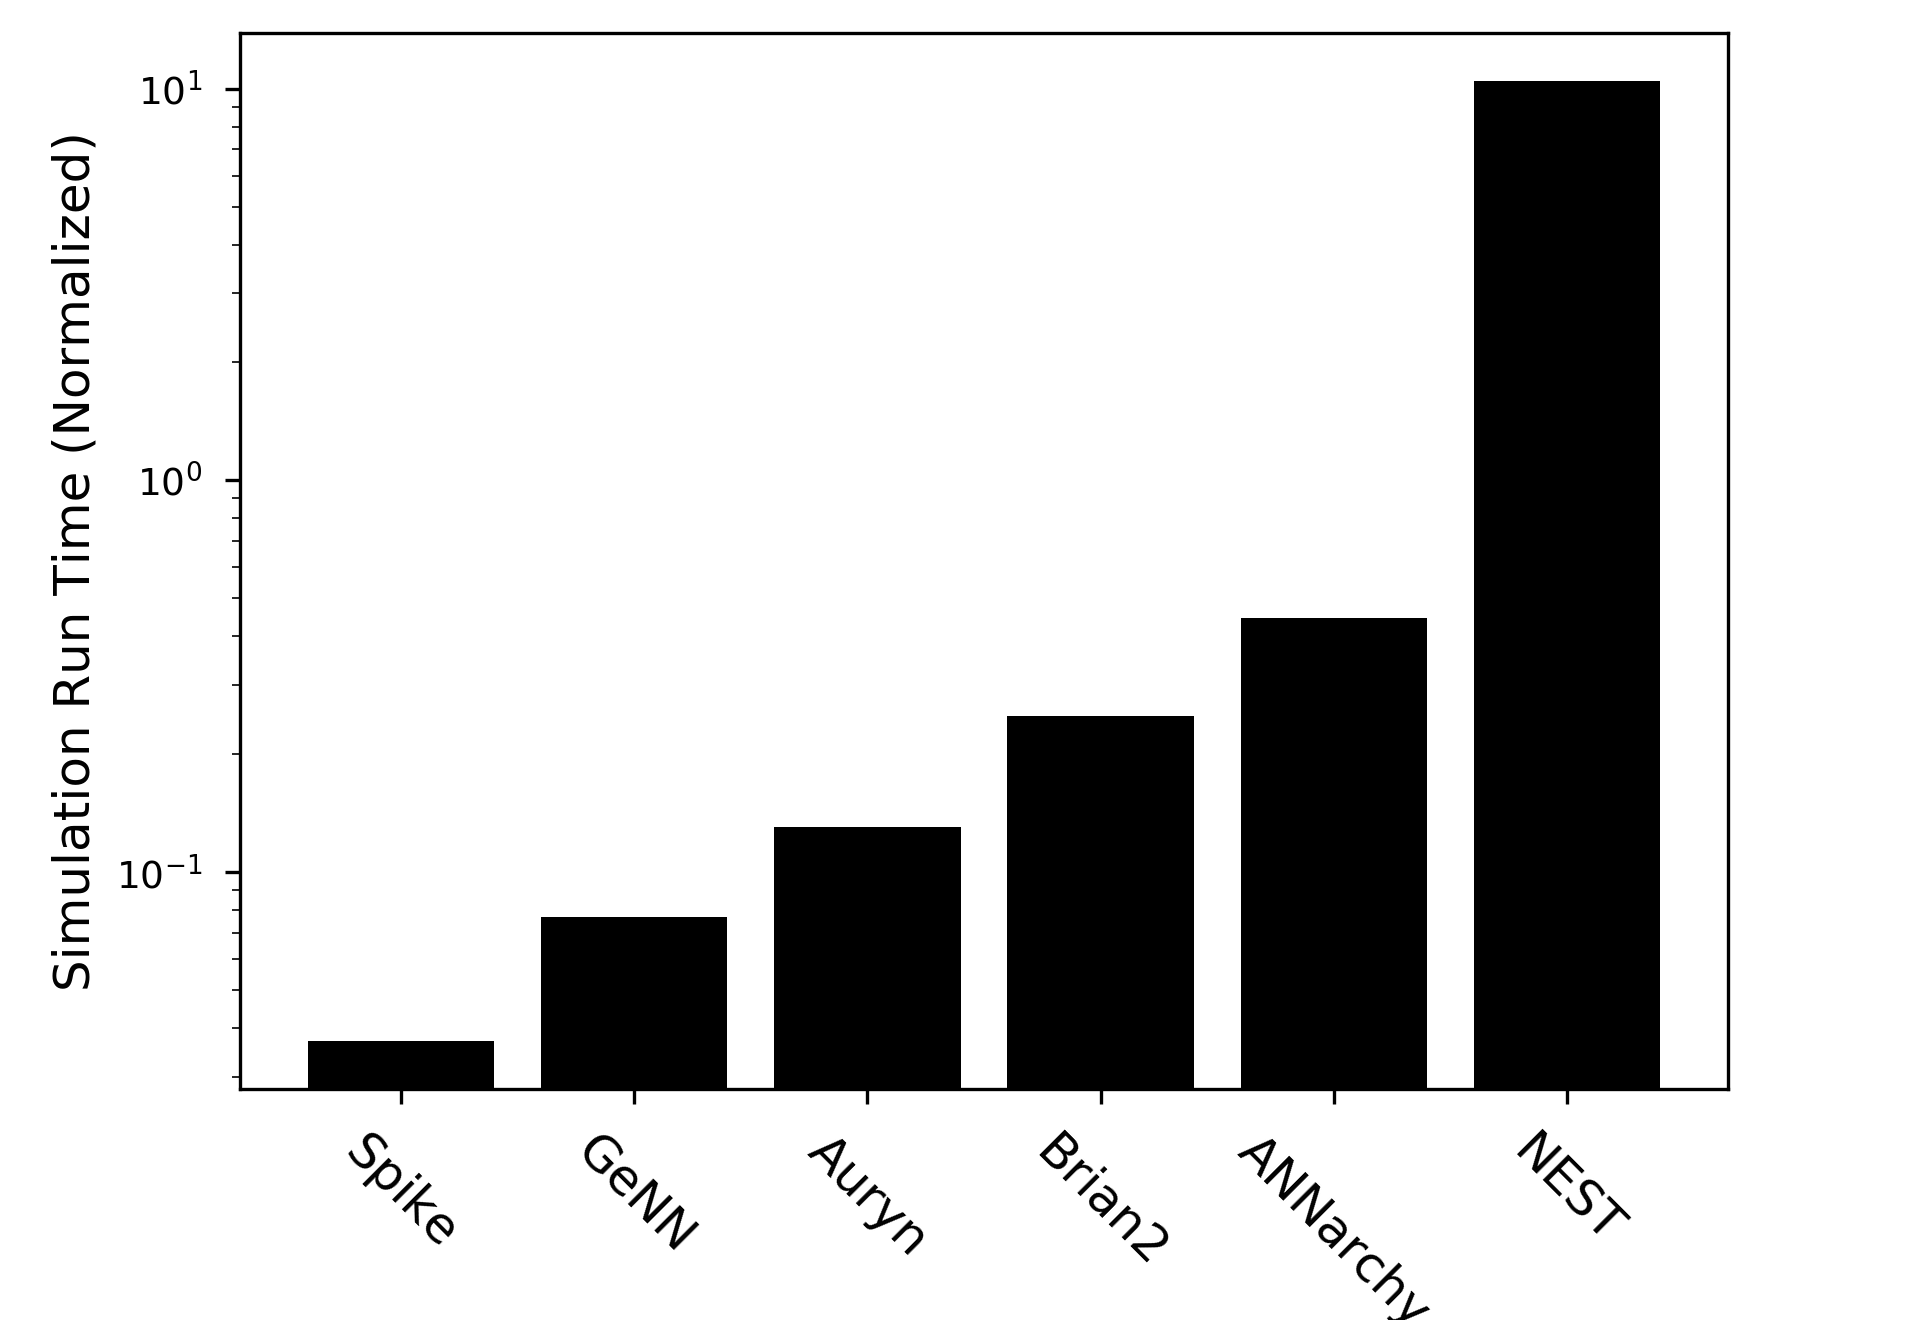 Simulation Run Time (Normalized)
10¹
10⁰
10⁻¹
Spike
GeNN
Auryn
Brian2
ANNarchy
NEST